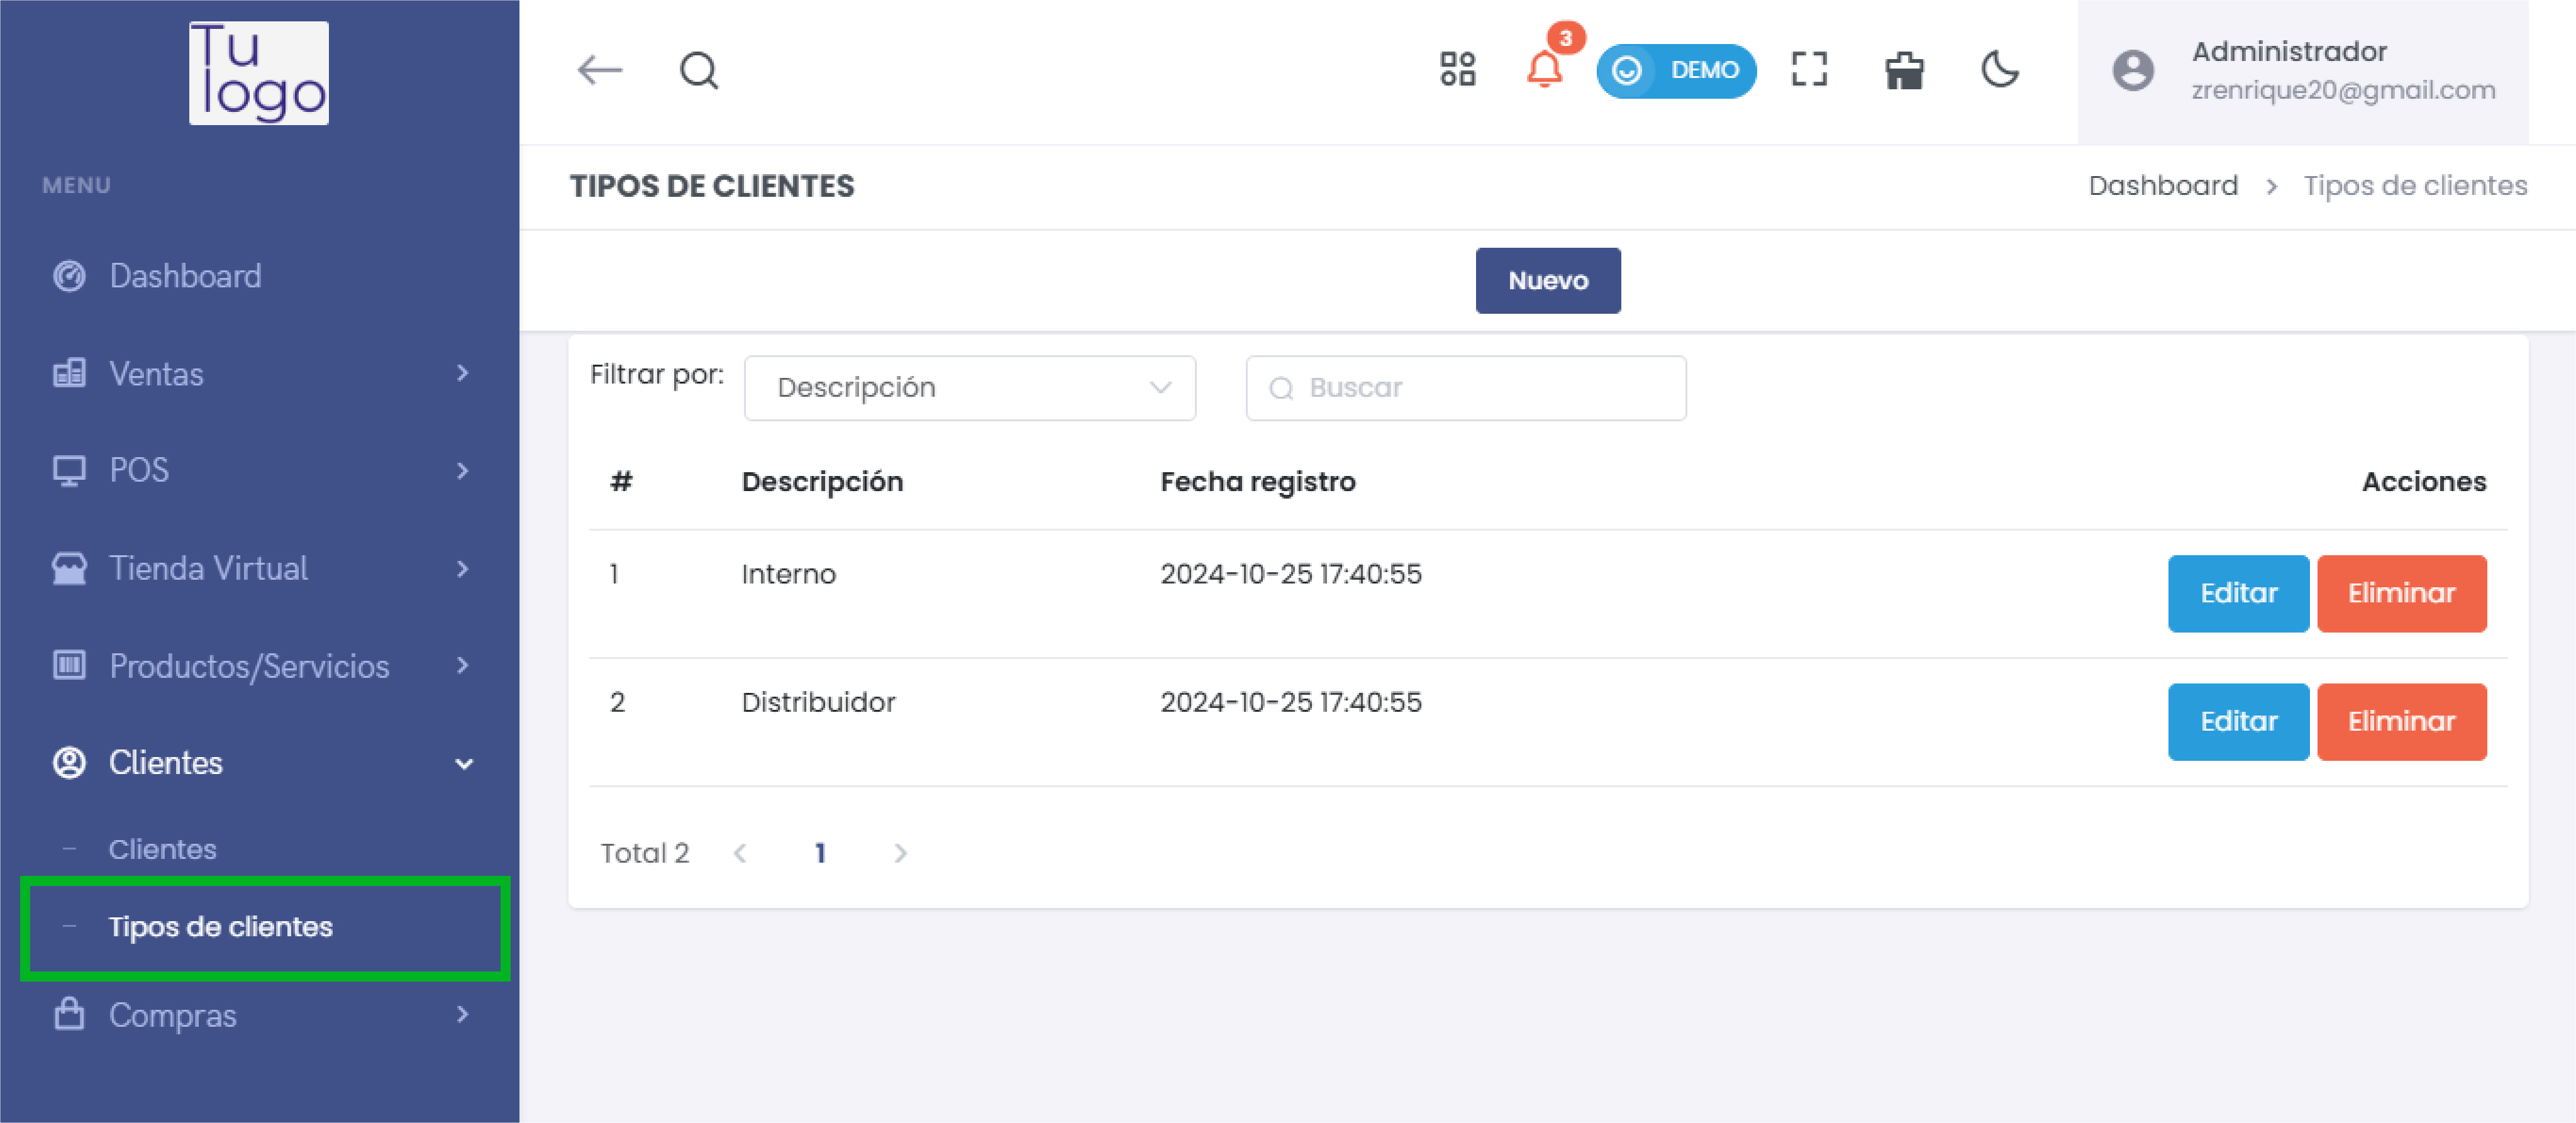 Tu
logo
MENU
Dashboard
Ventas
POS
Tienda Virtual
Productos/Servicios
Clientes
Clientes
Tipos de clientes
Compras
3
DEMO
Administrador
zrenrique20@gmail.com
TIPOS DE CLIENTES
Dashboard > Tipos de clientes
Nuevo
Filtrar por: Descripción Buscar
# Descripción Fecha registro Acciones
1 Interno 2024-10-25 17:40:55 Editar Eliminar
2 Distribuidor 2024-10-25 17:40:55 Editar Eliminar
Total 2 < 1 >